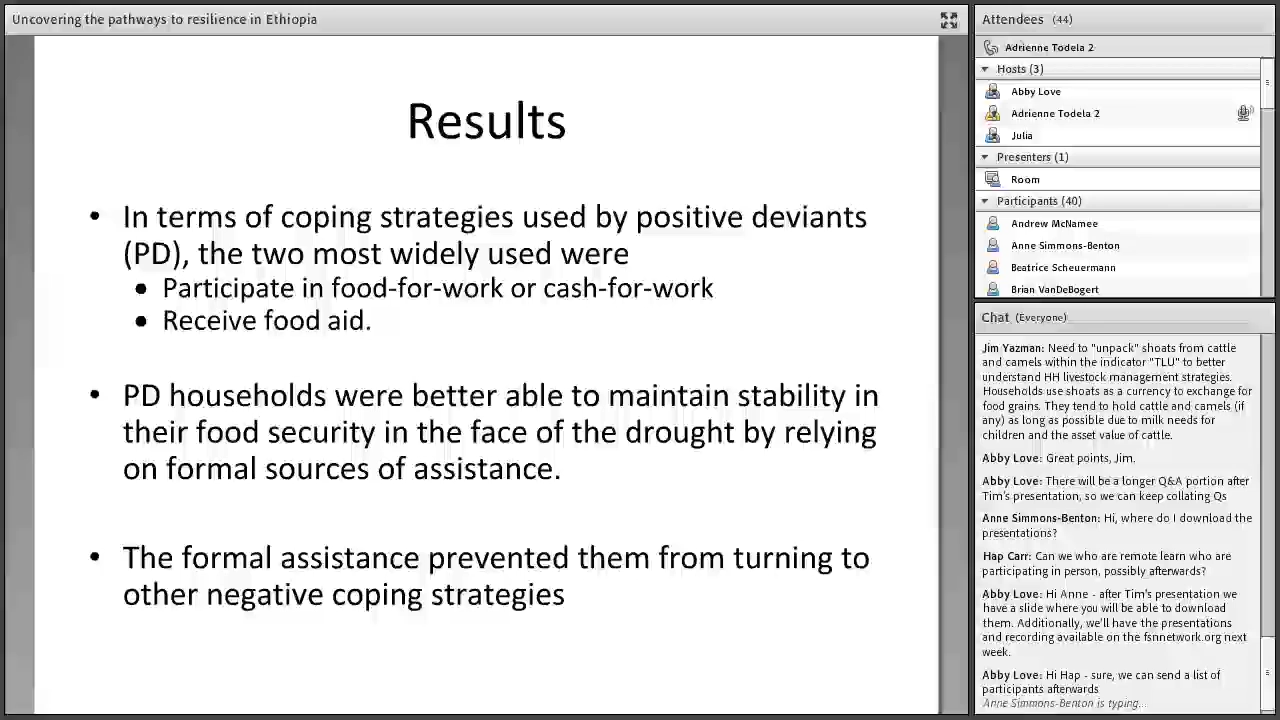 Uncovering the pathways to resilience in Ethiopia
Results
• In terms of coping strategies used by positive deviants
(PD), the two most widely used were
• Participate in food-for-work or cash-for-work
• Receive food aid.
• PD households were better able to maintain stability in
their food security in the face of the drought by relying
on formal sources of assistance.
• The formal assistance prevented them from turning to
other negative coping strategies
Attendees (44)
Adrienne Todela 2
Hosts (3)
Abby Love
Adrienne Todela 2
Julia
Presenters (1)
Room
Participants (40)
Andrew McNamee
Anne Simmons-Benton
Beatrice Scheuermann
Brian VanDeBogert
Chat (Everyone)
Jim Yazman: Need to "unpack" shoats from cattle
and camels within the indicator "TLU" to better
understand HH livestock management strategies.
Households use shoats as a currency to exchange for
food grains. They tend to hold cattle and camels (if
any) as long as possible due to milk needs for
children and the asset value of cattle.
Abby Love: Great points, Jim.
Abby Love: There will be a longer Q&A portion after
Tim's presentation, so we can keep collating Qs
Anne Simmons-Benton: Hi, where do I download the
presentations?
Hap Carr: Can we who are remote learn who are
participating in person, possibly afterwards?
Abby Love: Hi Anne - after Tim's presentation we
have a slide where you will be able to download
them. Additionally, we'll have the presentations
and recording available on the fsnnetwork.org next
week.
Abby Love: Hi Hap - sure, we can send a list of
participants afterwards
Anne Simmons-Benton is typing...